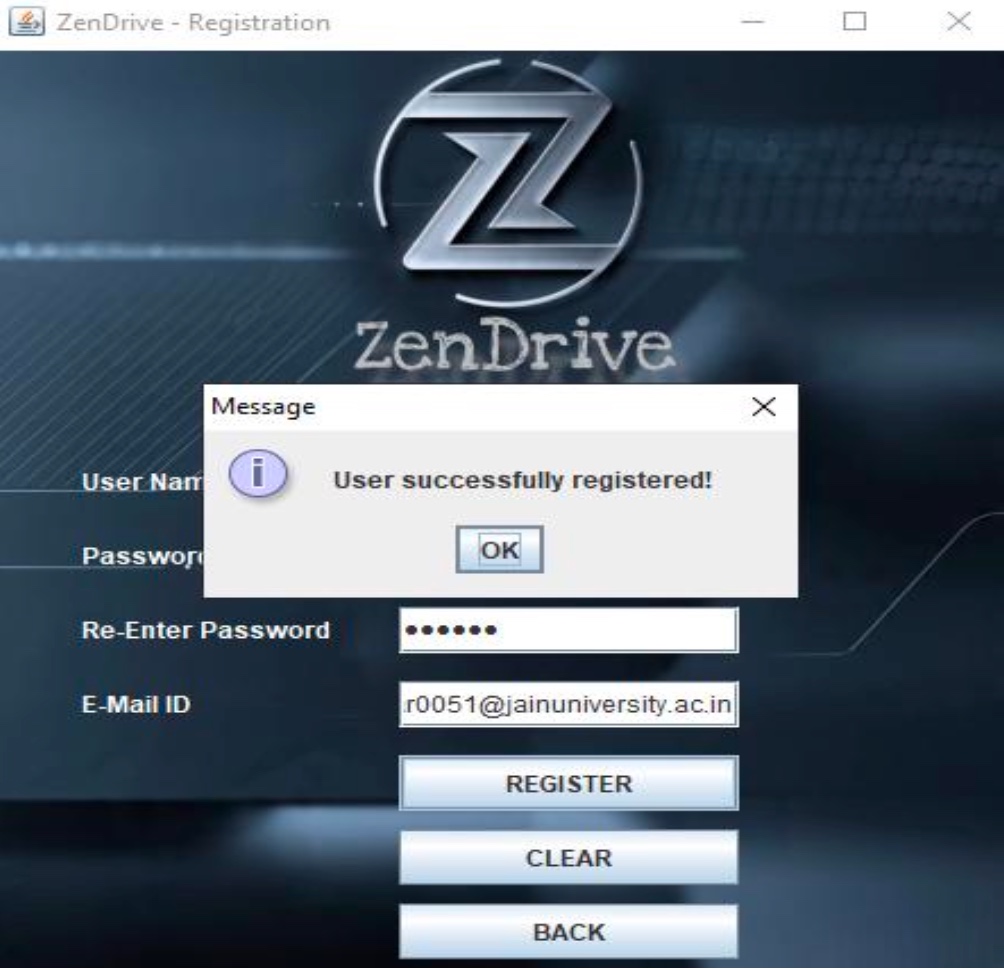 ZenDrive - Registration
ZenDrive
Message
User successfully registered!
User Nam
OK
Password
Re-Enter Password ••••••
E-Mail ID r0051@jainuniversity.ac.in
REGISTER
CLEAR
BACK